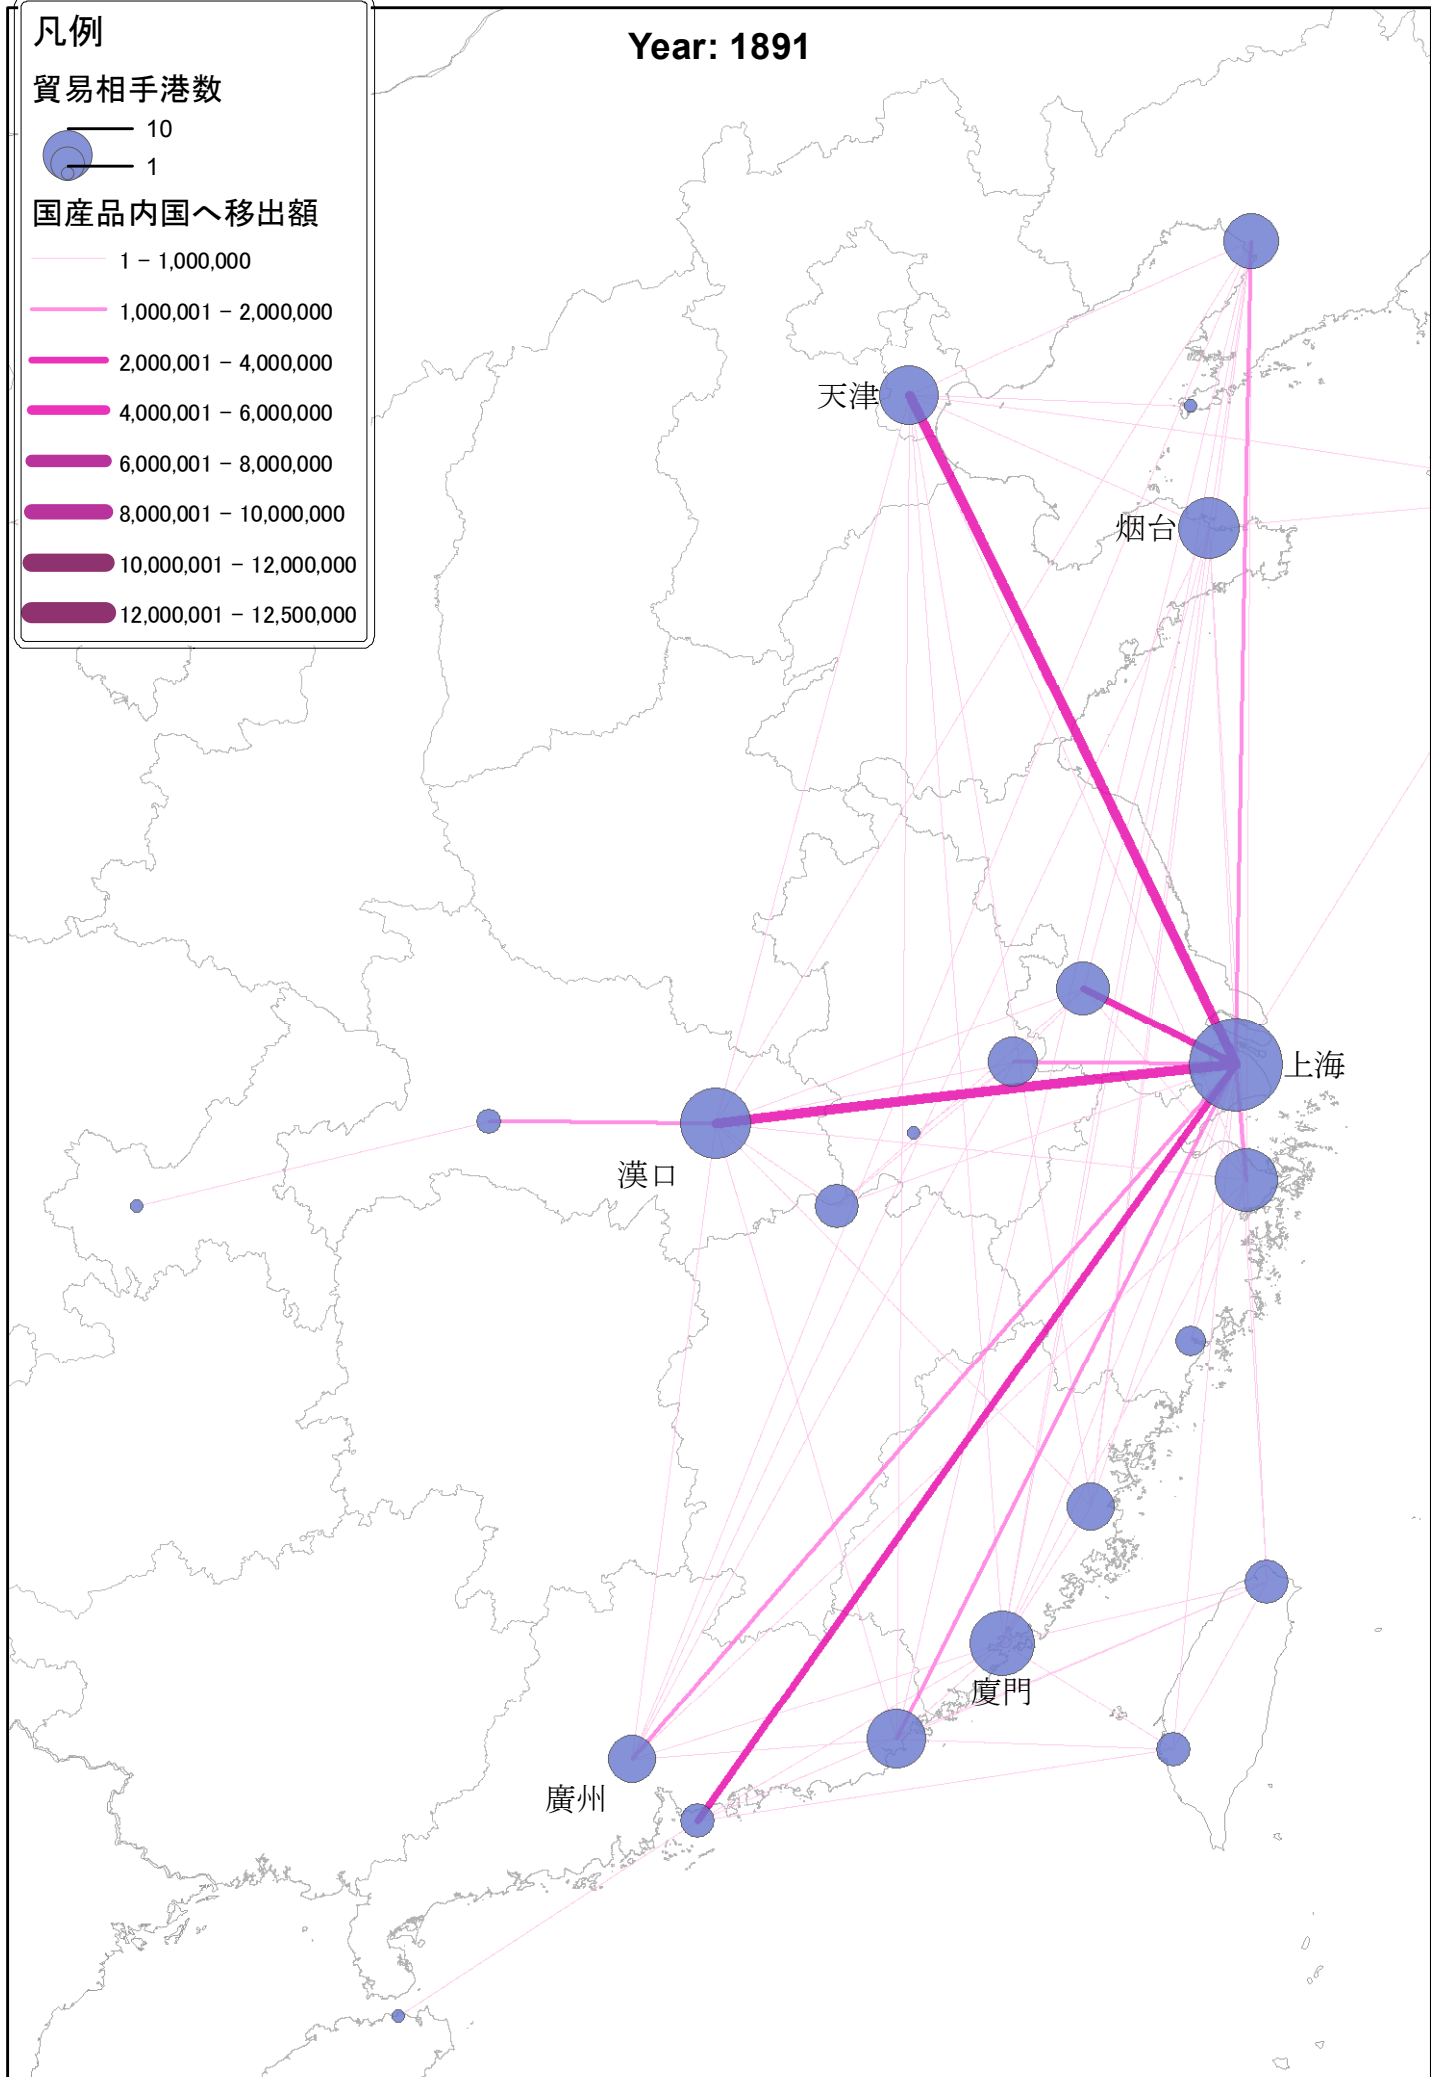 凡例
貿易相手港数
10
1
国産品内国へ移出額
1 − 1,000,000
1,000,001 − 2,000,000
2,000,001 − 4,000,000
4,000,001 − 6,000,000
6,000,001 − 8,000,000
8,000,001 − 10,000,000
10,000,001 − 12,000,000
12,000,001 − 12,500,000
Year: 1891
天津
烟台
上海
漢口
廈門
廣州